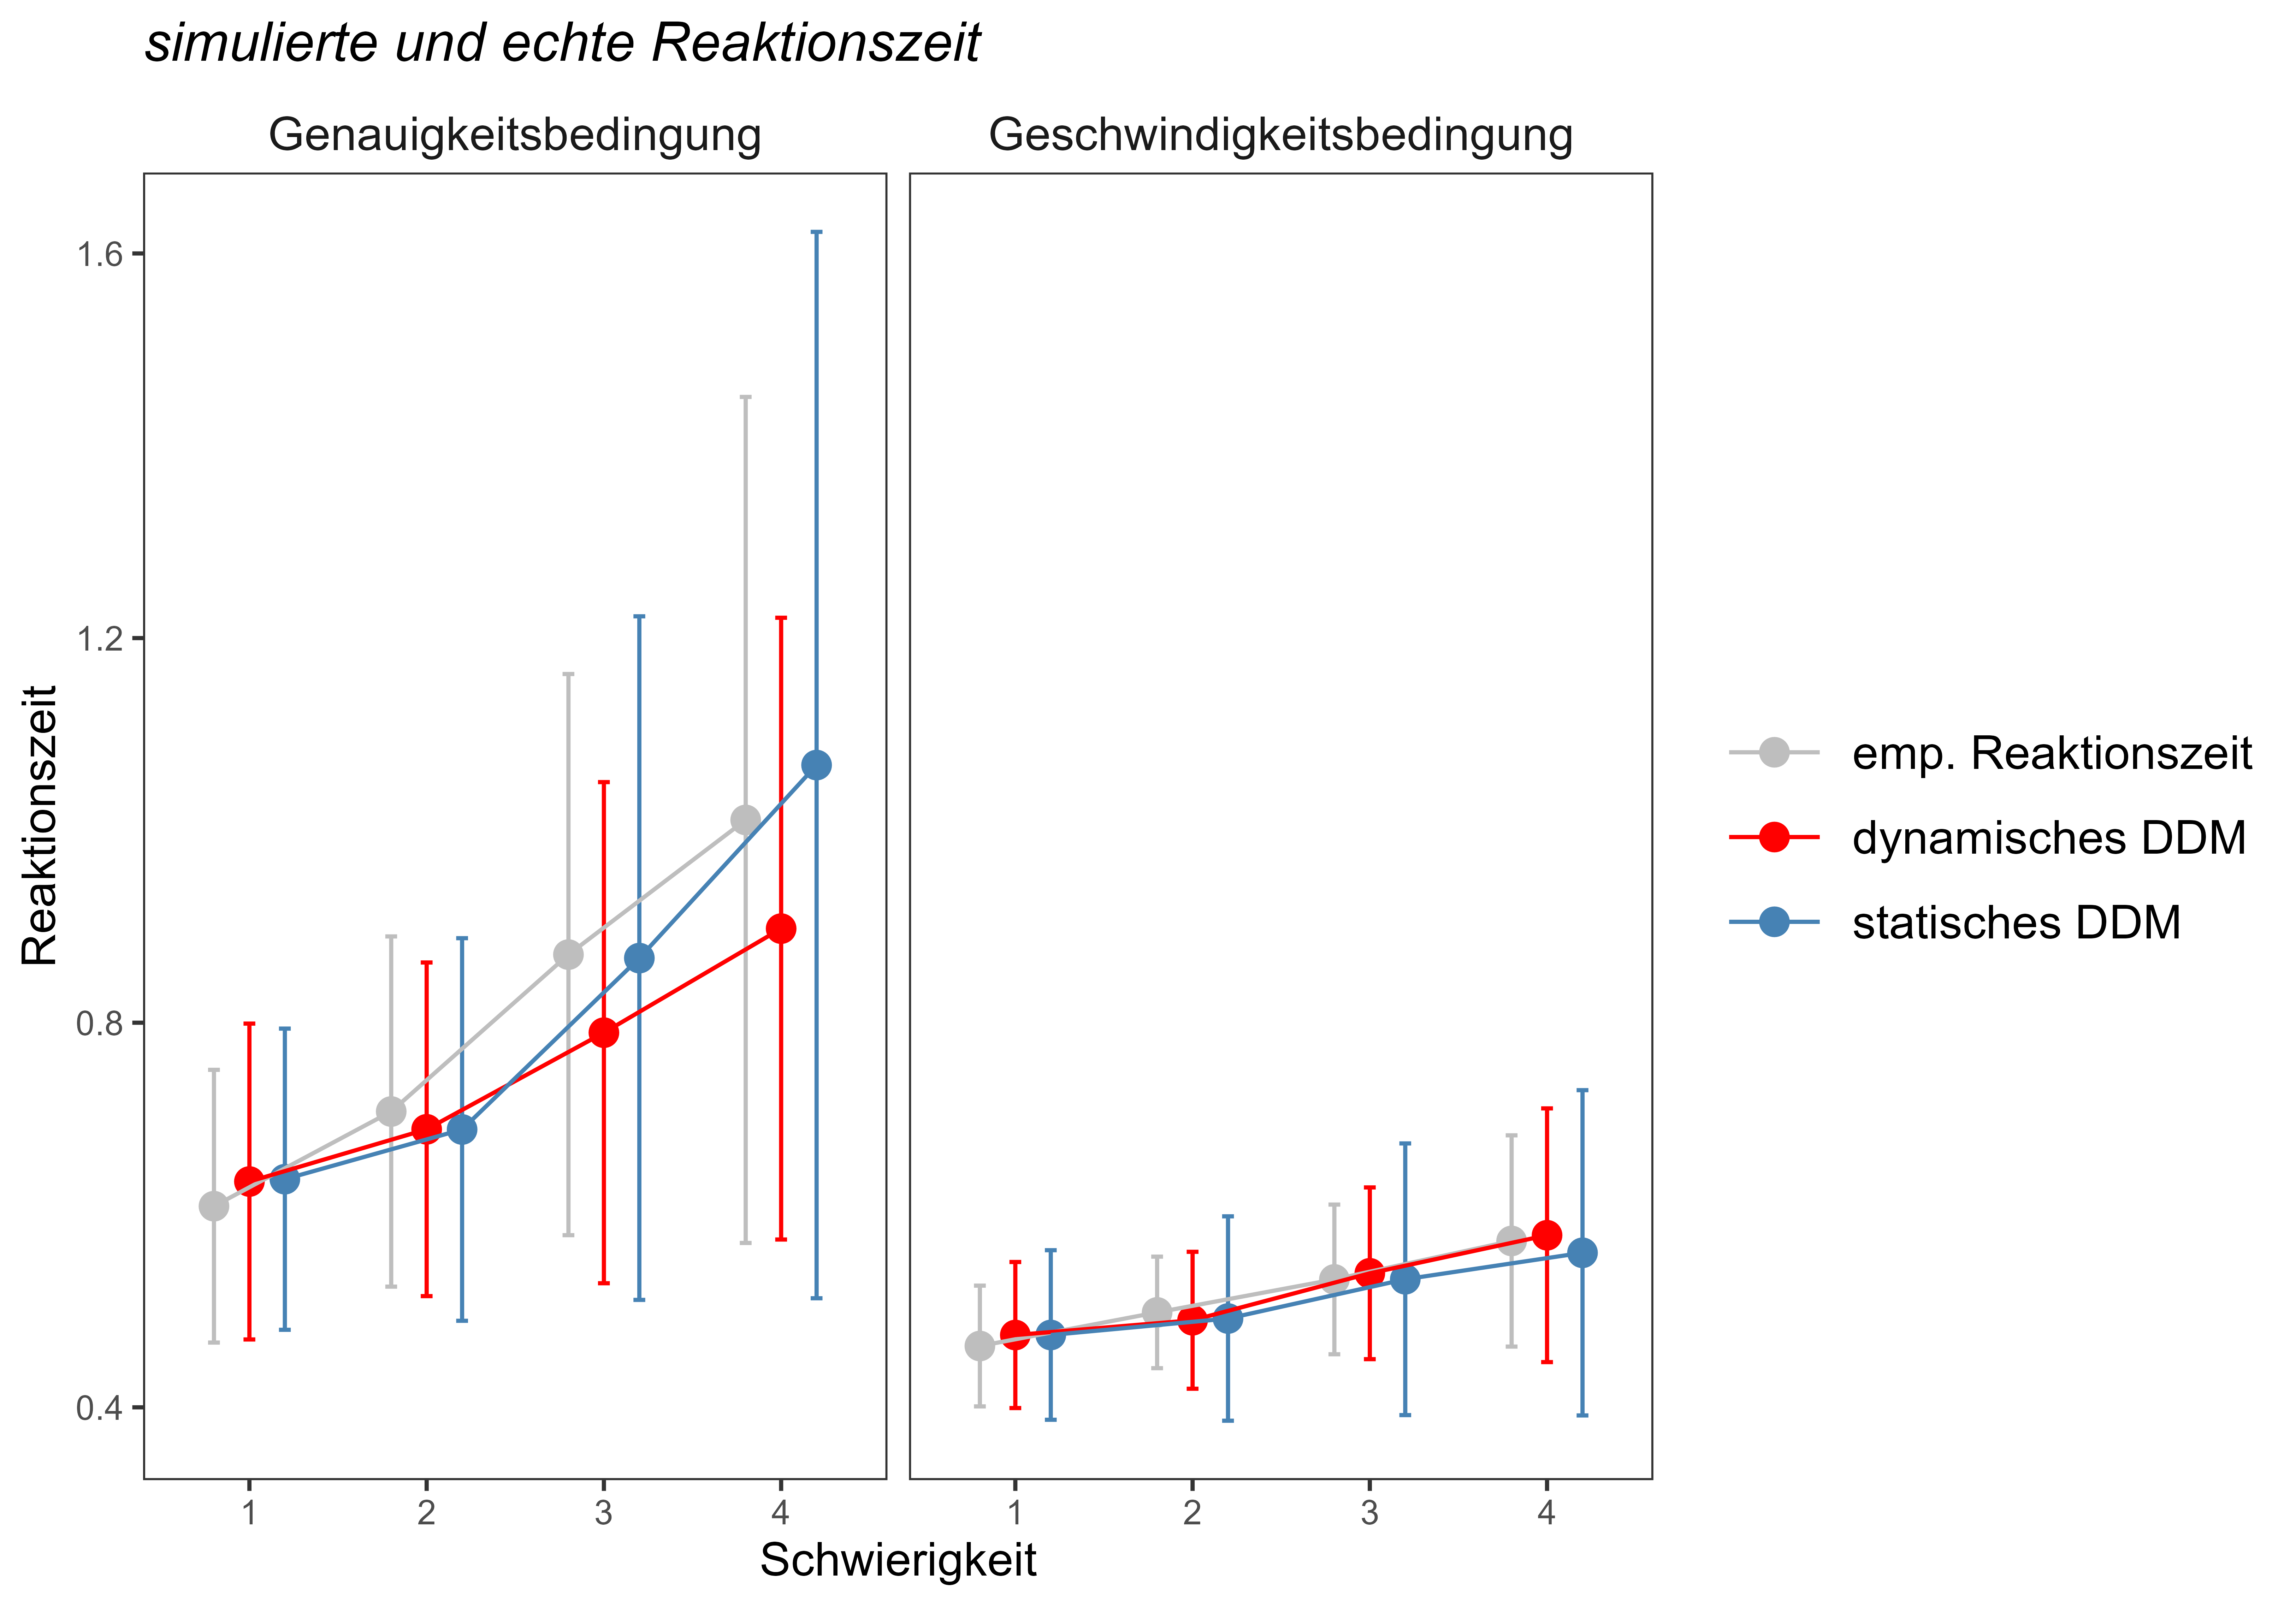 simulierte und echte Reaktionszeit
Genauigkeitsbedingung
Geschwindigkeitsbedingung
Reaktionszeit
1.6
1.2
0.8
0.4
1 2 3 4
1 2 3 4
Schwierigkeit
emp. Reaktionszeit
dynamisches DDM
statisches DDM